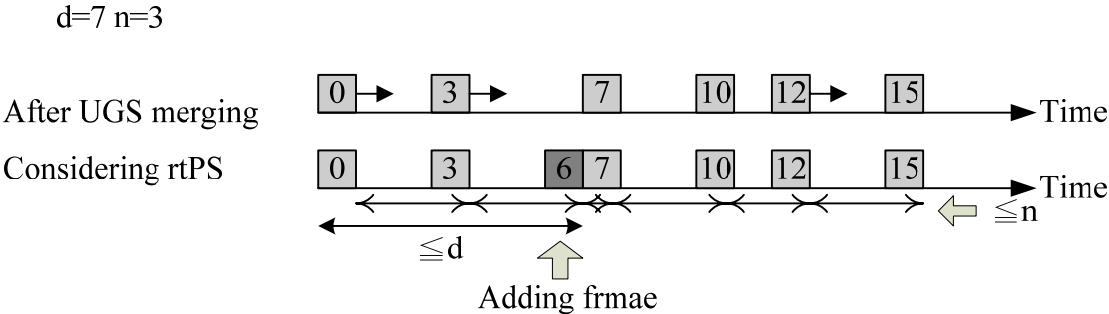 d=7 n=3
0 3 7 10 12 15
After UGS merging Time
Considering rtPS 0 3 6 7 10 12 15
Time
≦n
≦d
Adding frmae